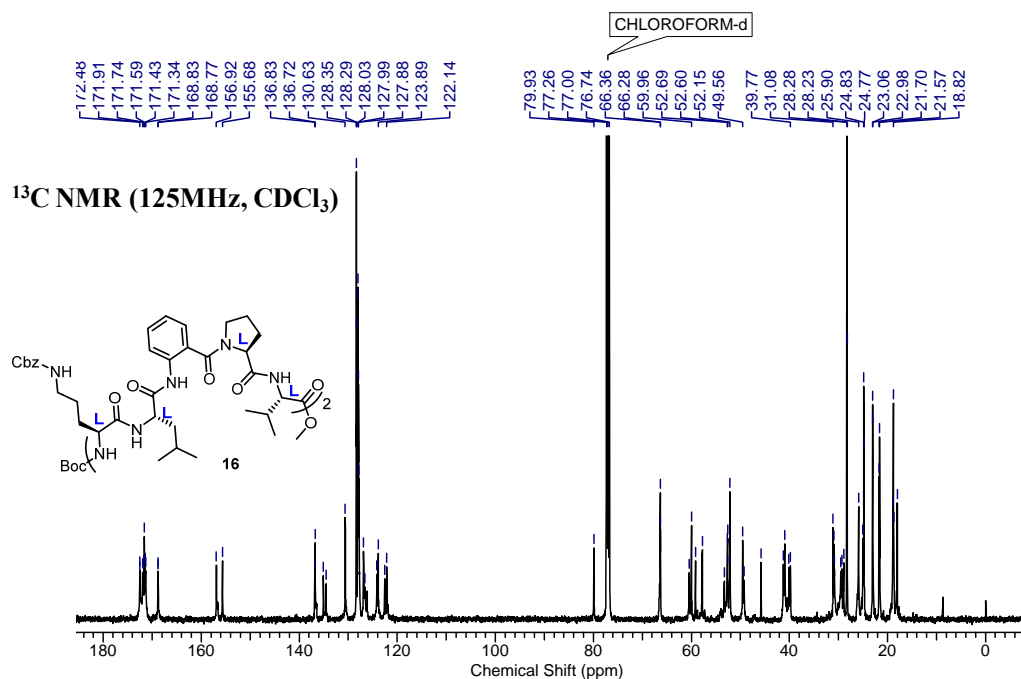 CHLOROFORM-d
172.48 171.91 171.74 171.59 171.43 171.34 168.83 168.77 156.92 155.68 136.83 136.72 130.63 128.35 128.29 128.03 127.99 127.88 123.89 122.14 79.93 77.26 77.00 76.74 66.36 66.28 59.96 52.69 52.60 52.15 49.56 39.77 31.08 28.28 28.23 25.90 24.83 24.77 23.06 22.98 21.70 21.57 18.82
¹³C NMR (125MHz, CDCl₃)
L
N
O
Cbz
NH
O
NH
O
NH
O
L
O
2
L
L
O
N
H
O
Boc
NH
16
180 160 140 120 100 80 60 40 20 0
Chemical Shift (ppm)